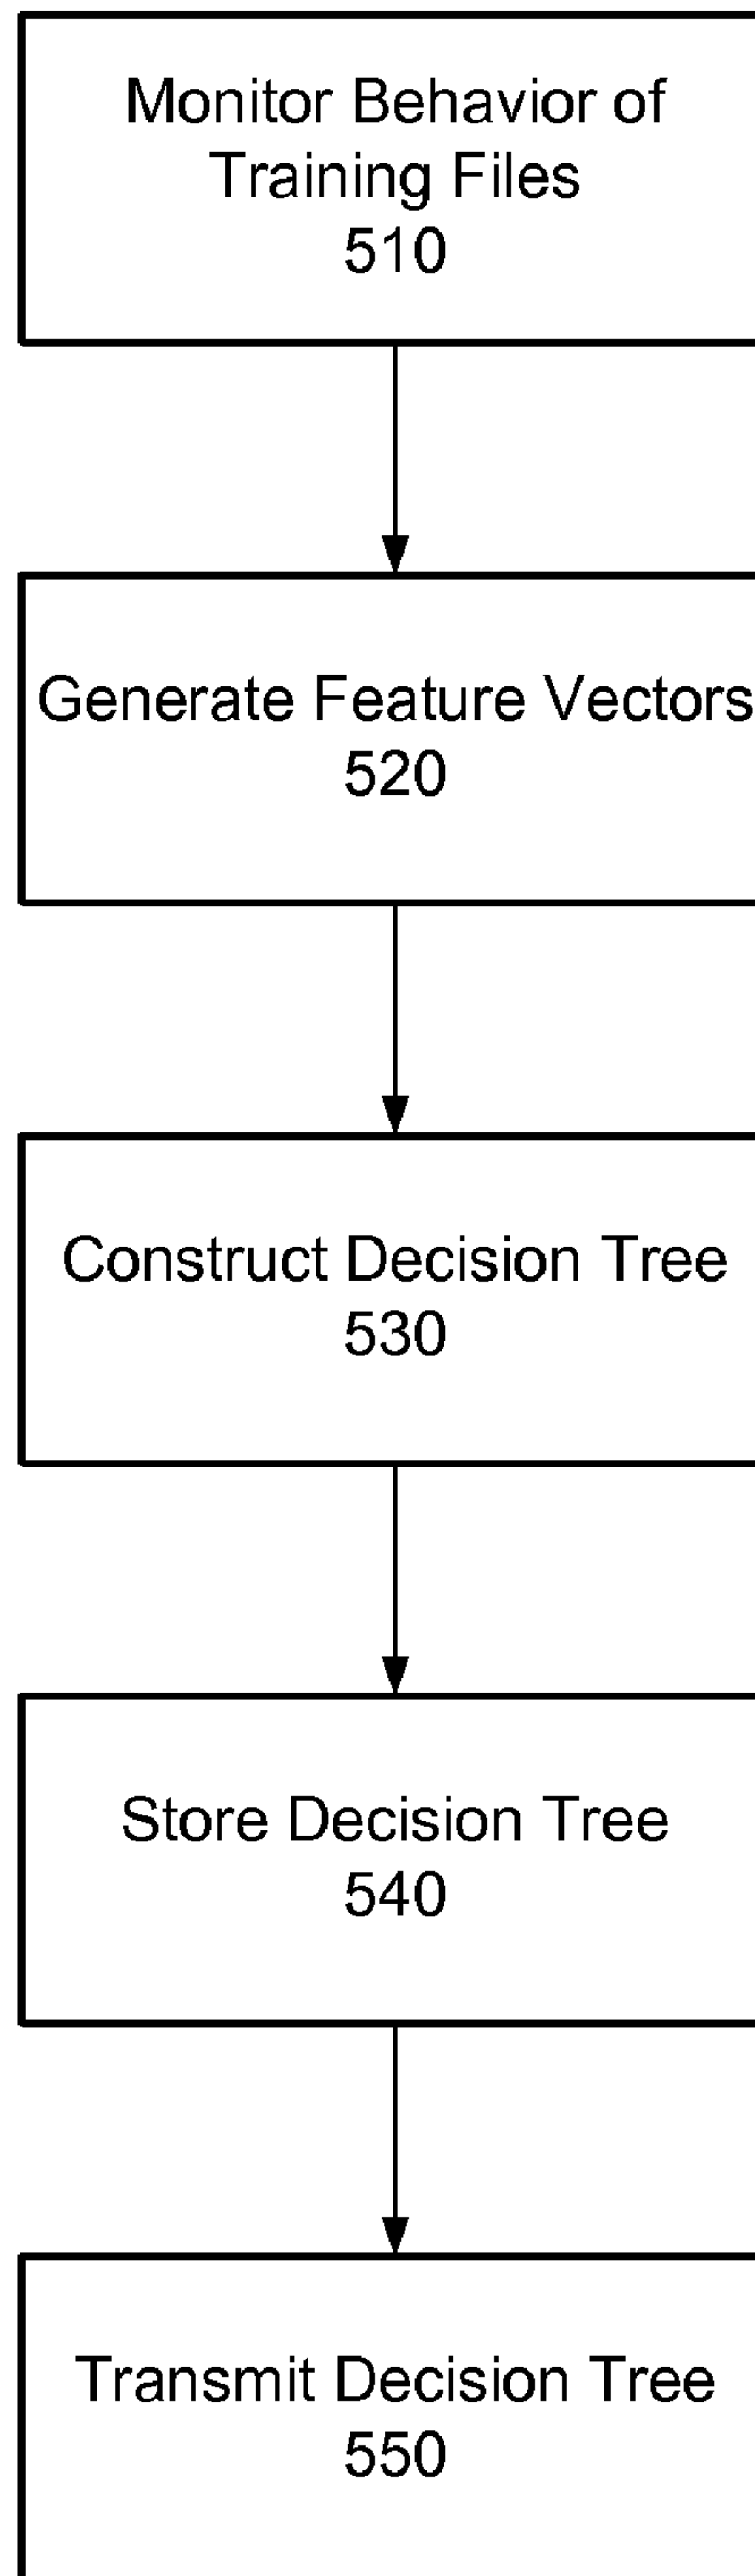 Monitor Behavior of
Training Files
510
Generate Feature Vectors
520
Construct Decision Tree
530
Store Decision Tree
540
Transmit Decision Tree
550